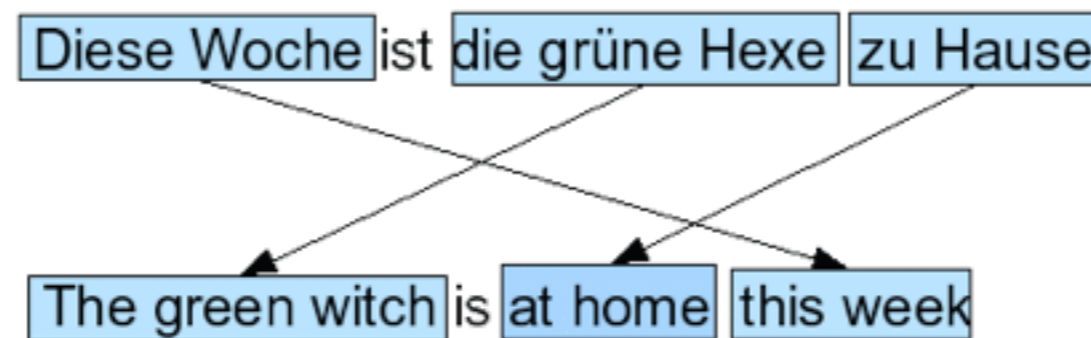 Diese Woche ist die grüne Hexe zu Hause
The green witch is at home this week